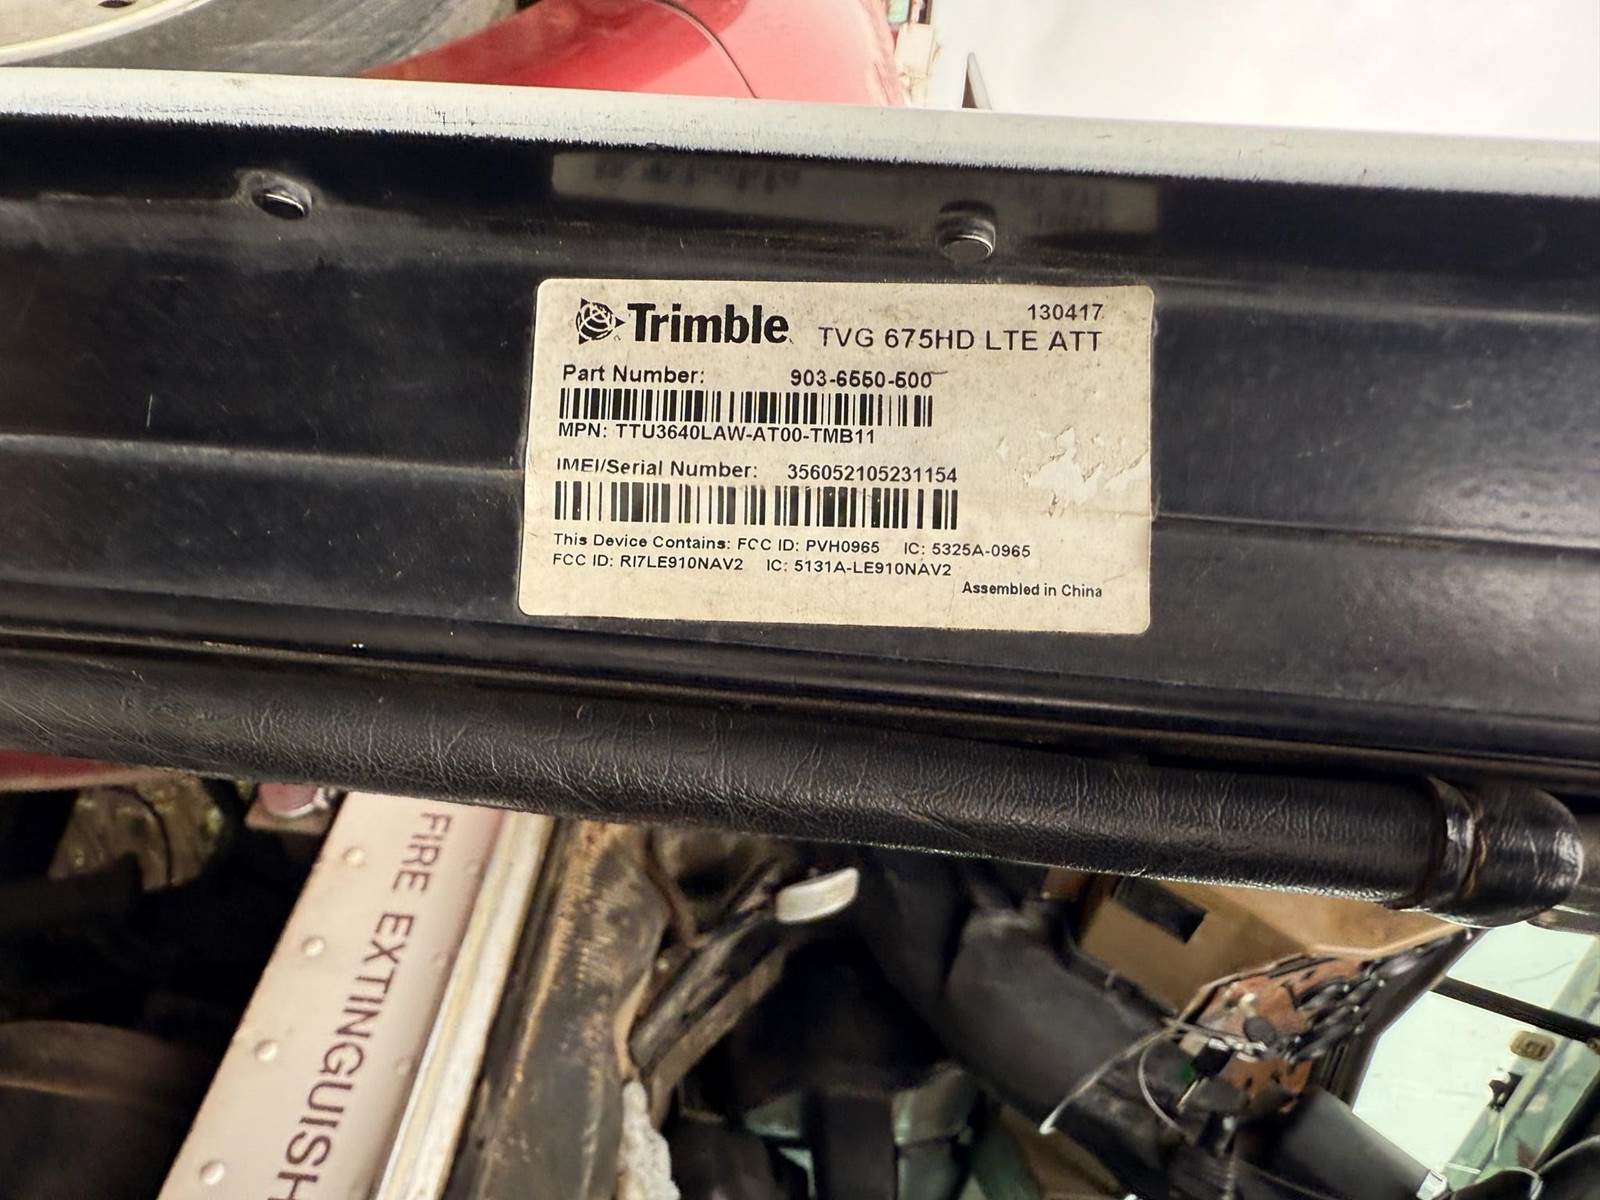 130417
Trimble TVG 675HD LTE ATT
Part Number: 903-6550-500
MPN: TTU3640LAW-AT00-TMB11
IMEI/Serial Number: 356052105231154
This Device Contains: FCC ID: PVH0965 IC: 5325A-0965
FCC ID: RI7LE910NAV2 IC: 5131A-LE910NAV2
Assembled in China
FIRE EXTINGUISH